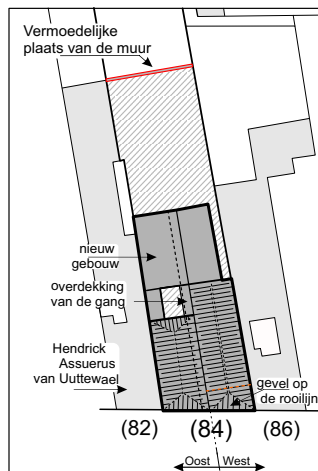 Vermoedelijke
plaats van de muur
nieuw
gebouw
overdekking
van de gang
Hendrick
Assuerus
van Uuttewael
gevel op
de rooilijn
(82) (84) (86)
Oost West